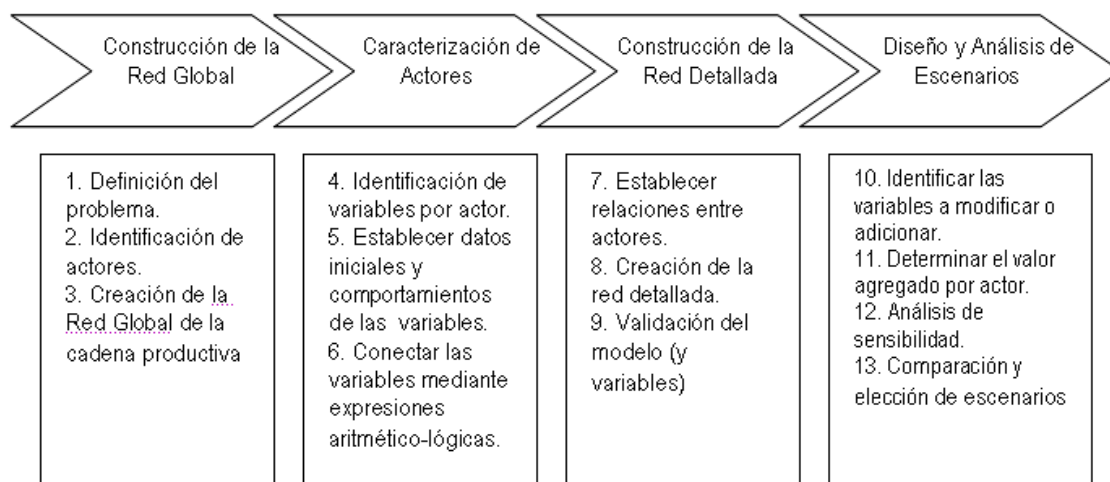 Construcción de la
Red Global
Caracterización de
Actores
Construcción de la
Red Detallada
Diseño y Análisis de
Escenarios
1. Definición del
problema.
2. Identificación de
actores.
3. Creación de la
Red Global de la
cadena productiva
4. Identificación de
variables por actor.
5. Establecer datos
iniciales y
comportamientos
de las variables.
6. Conectar las
variables mediante
expresiones
aritmético-lógicas.
7. Establecer
relaciones entre
actores.
8. Creación de la
red detallada.
9. Validación del
modelo (y
variables)
10. Identificar las
variables a modificar o
adicionar.
11. Determinar el valor
agregado por actor.
12. Análisis de
sensibilidad.
13. Comparación y
elección de escenarios